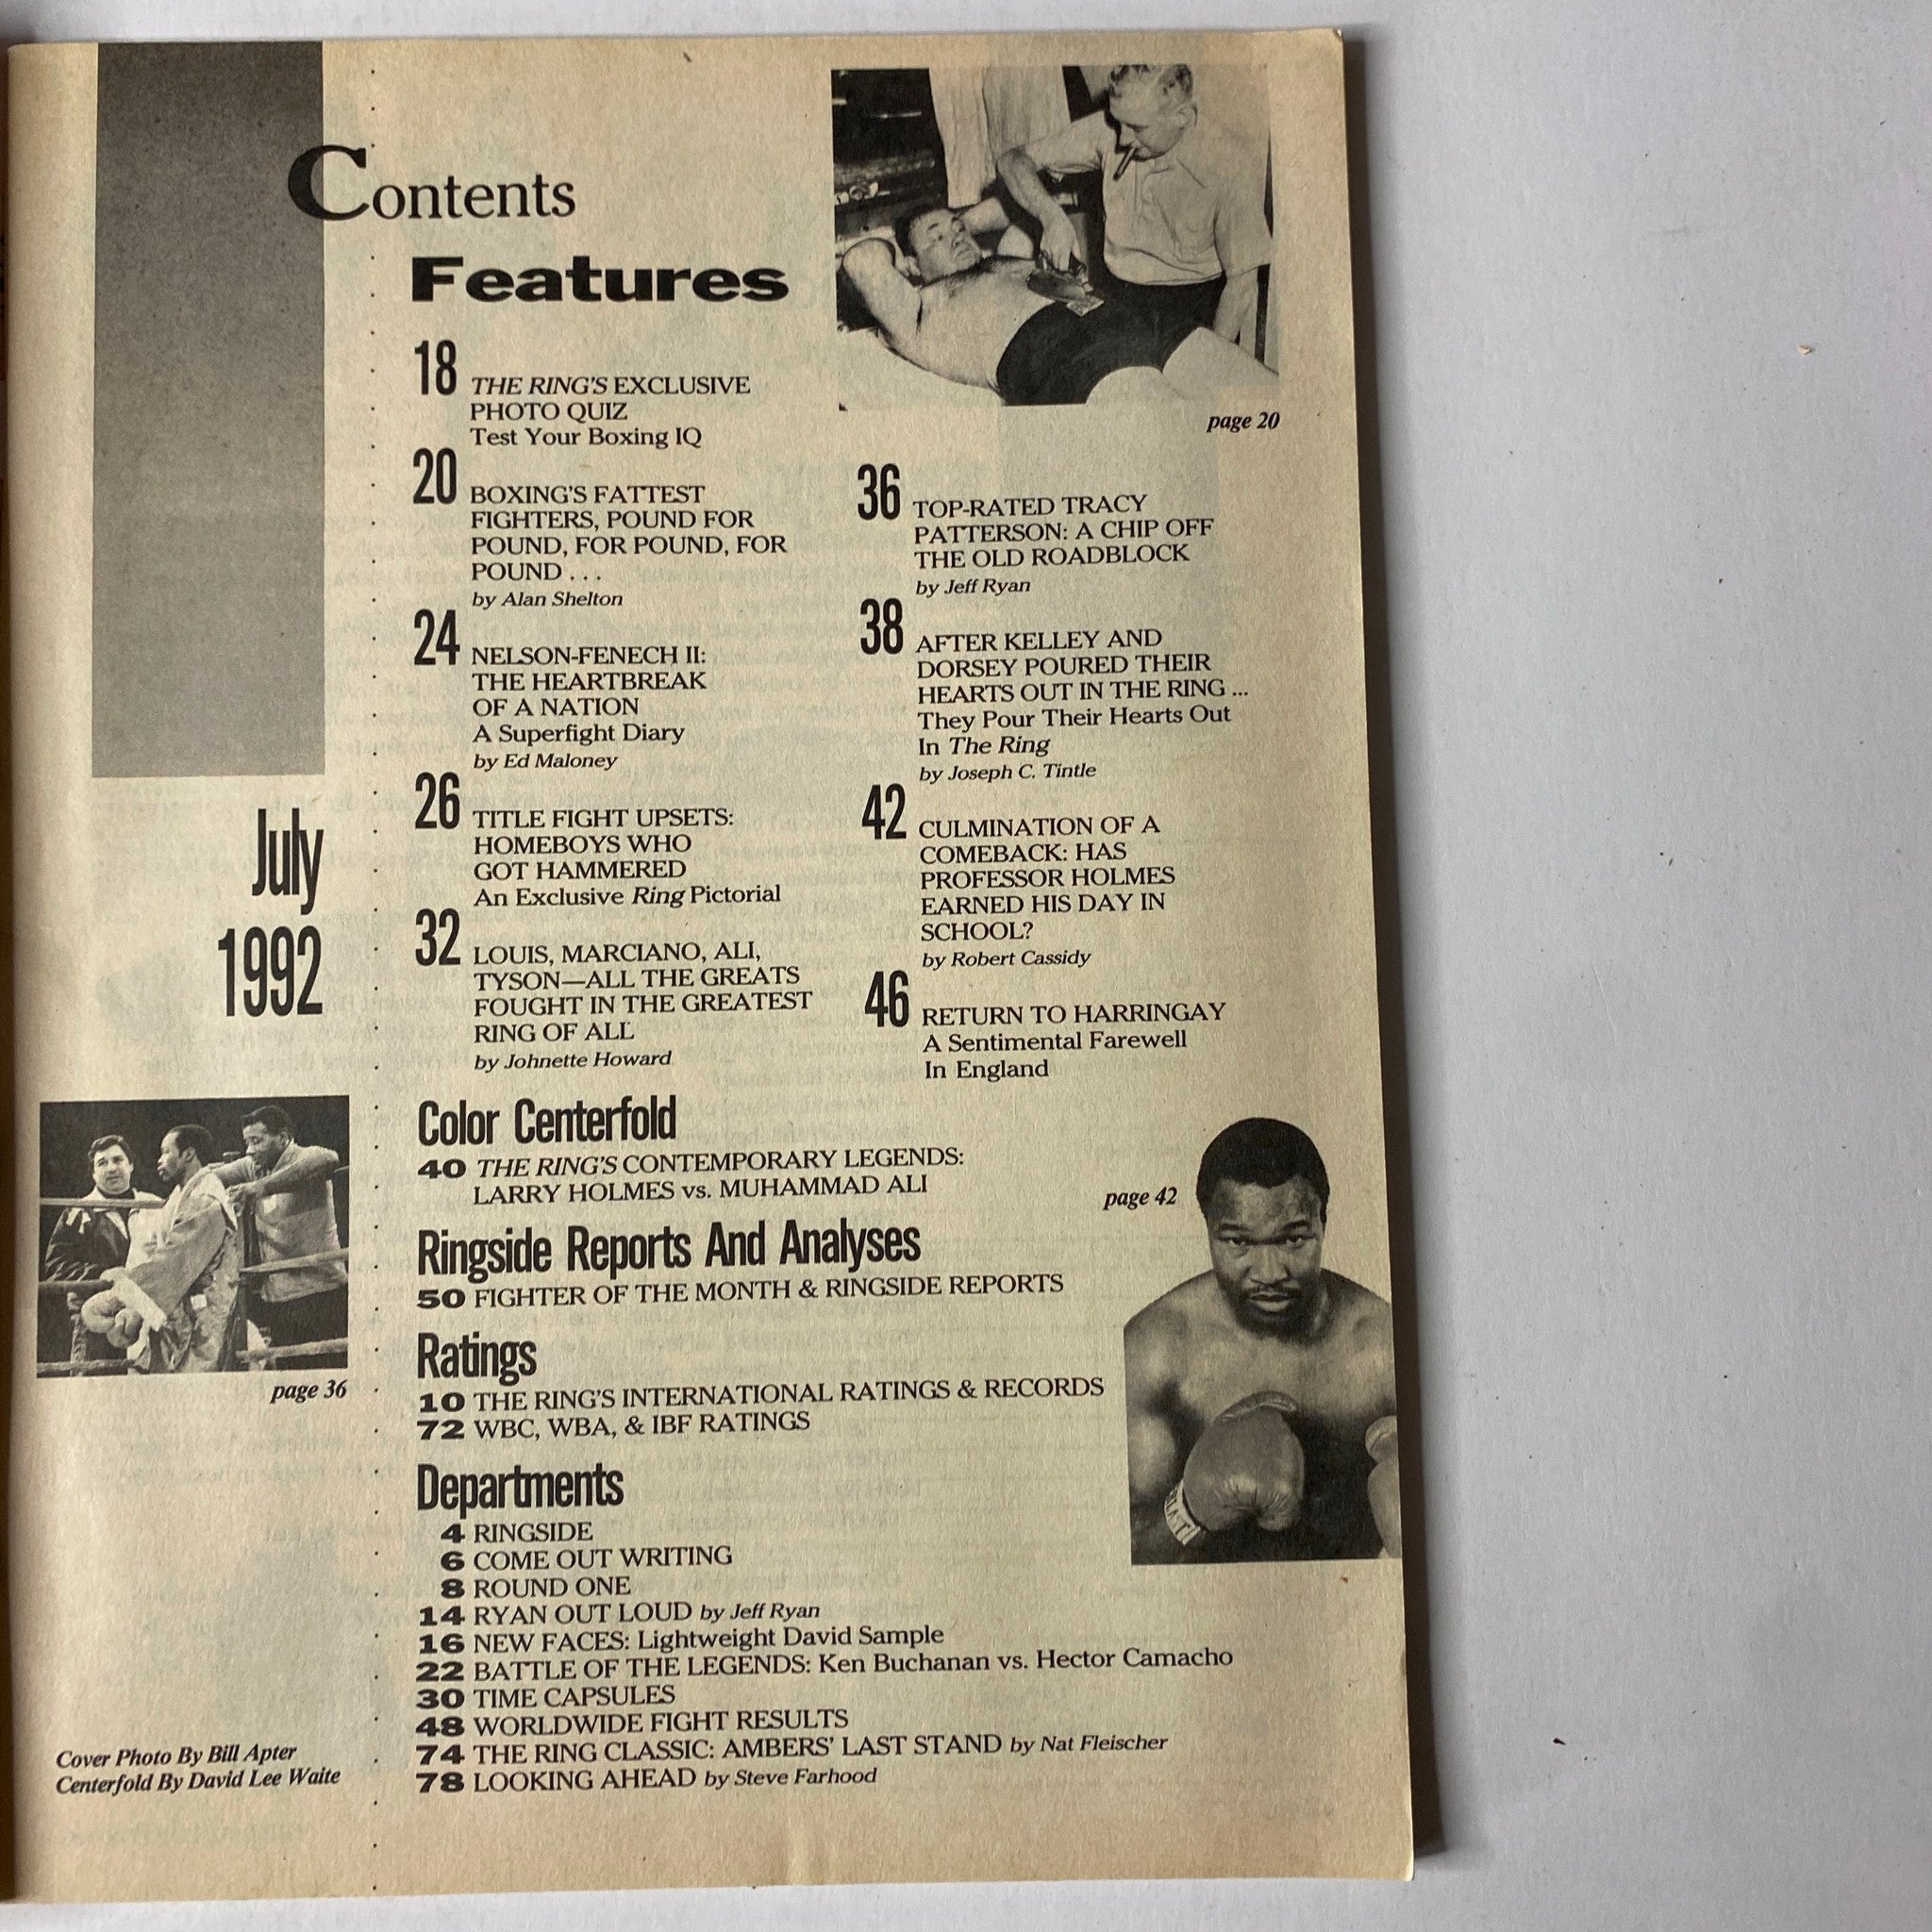 Contents
Features
18 THE RING'S EXCLUSIVE
PHOTO QUIZ
Test Your Boxing IQ
20 BOXING'S FATTEST
FIGHTERS, POUND FOR
POUND, FOR POUND, FOR
POUND . . .
by Alan Shelton
24 NELSON-FENECH II:
THE HEARTBREAK
OF A NATION
A Superfight Diary
by Ed Maloney
26 TITLE FIGHT UPSETS:
HOMEBOYS WHO
GOT HAMMERED
An Exclusive Ring Pictorial
32 LOUIS, MARCIANO, ALI,
TYSON—ALL THE GREATS
FOUGHT IN THE GREATEST
RING OF ALL
by Johnette Howard
page 20
36 TOP-RATED TRACY
PATTERSON: A CHIP OFF
THE OLD ROADBLOCK
by Jeff Ryan
38 AFTER KELLEY AND
DORSEY POURED THEIR
HEARTS OUT IN THE RING ...
They Pour Their Hearts Out
In The Ring
by Joseph C. Tintle
42 CULMINATION OF A
COMEBACK: HAS
PROFESSOR HOLMES
EARNED HIS DAY IN
SCHOOL?
by Robert Cassidy
46 RETURN TO HARRINGAY
A Sentimental Farewell
In England
July
1992
page 36
Color Centerfold
40 THE RING'S CONTEMPORARY LEGENDS:
LARRY HOLMES vs. MUHAMMAD ALI
page 42
Ringside Reports And Analyses
50 FIGHTER OF THE MONTH & RINGSIDE REPORTS
Ratings
10 THE RING'S INTERNATIONAL RATINGS & RECORDS
72 WBC, WBA, & IBF RATINGS
Departments
4 RINGSIDE
6 COME OUT WRITING
8 ROUND ONE
14 RYAN OUT LOUD by Jeff Ryan
16 NEW FACES: Lightweight David Sample
22 BATTLE OF THE LEGENDS: Ken Buchanan vs. Hector Camacho
30 TIME CAPSULES
48 WORLDWIDE FIGHT RESULTS
74 THE RING CLASSIC: AMBERS' LAST STAND by Nat Fleischer
78 LOOKING AHEAD by Steve Farhood
Cover Photo By Bill Apter
Centerfold By David Lee Waite